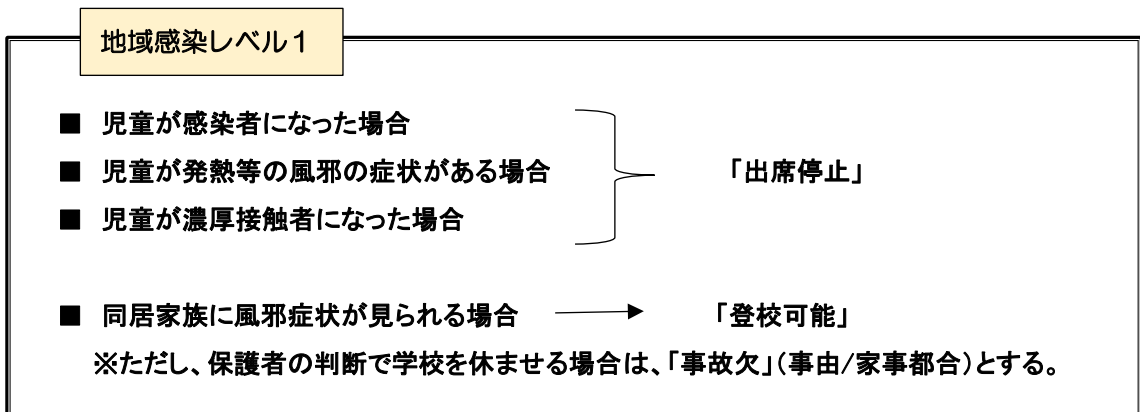 地域感染レベル1
■ 児童が感染者になった場合
■ 児童が発熱等の風邪の症状がある場合 「出席停止」
■ 児童が濃厚接触者になった場合
■ 同居家族に風邪症状が見られる場合 「登校可能」
※ただし、保護者の判断で学校を休ませる場合は、「事故欠」(事由/家事都合)とする。